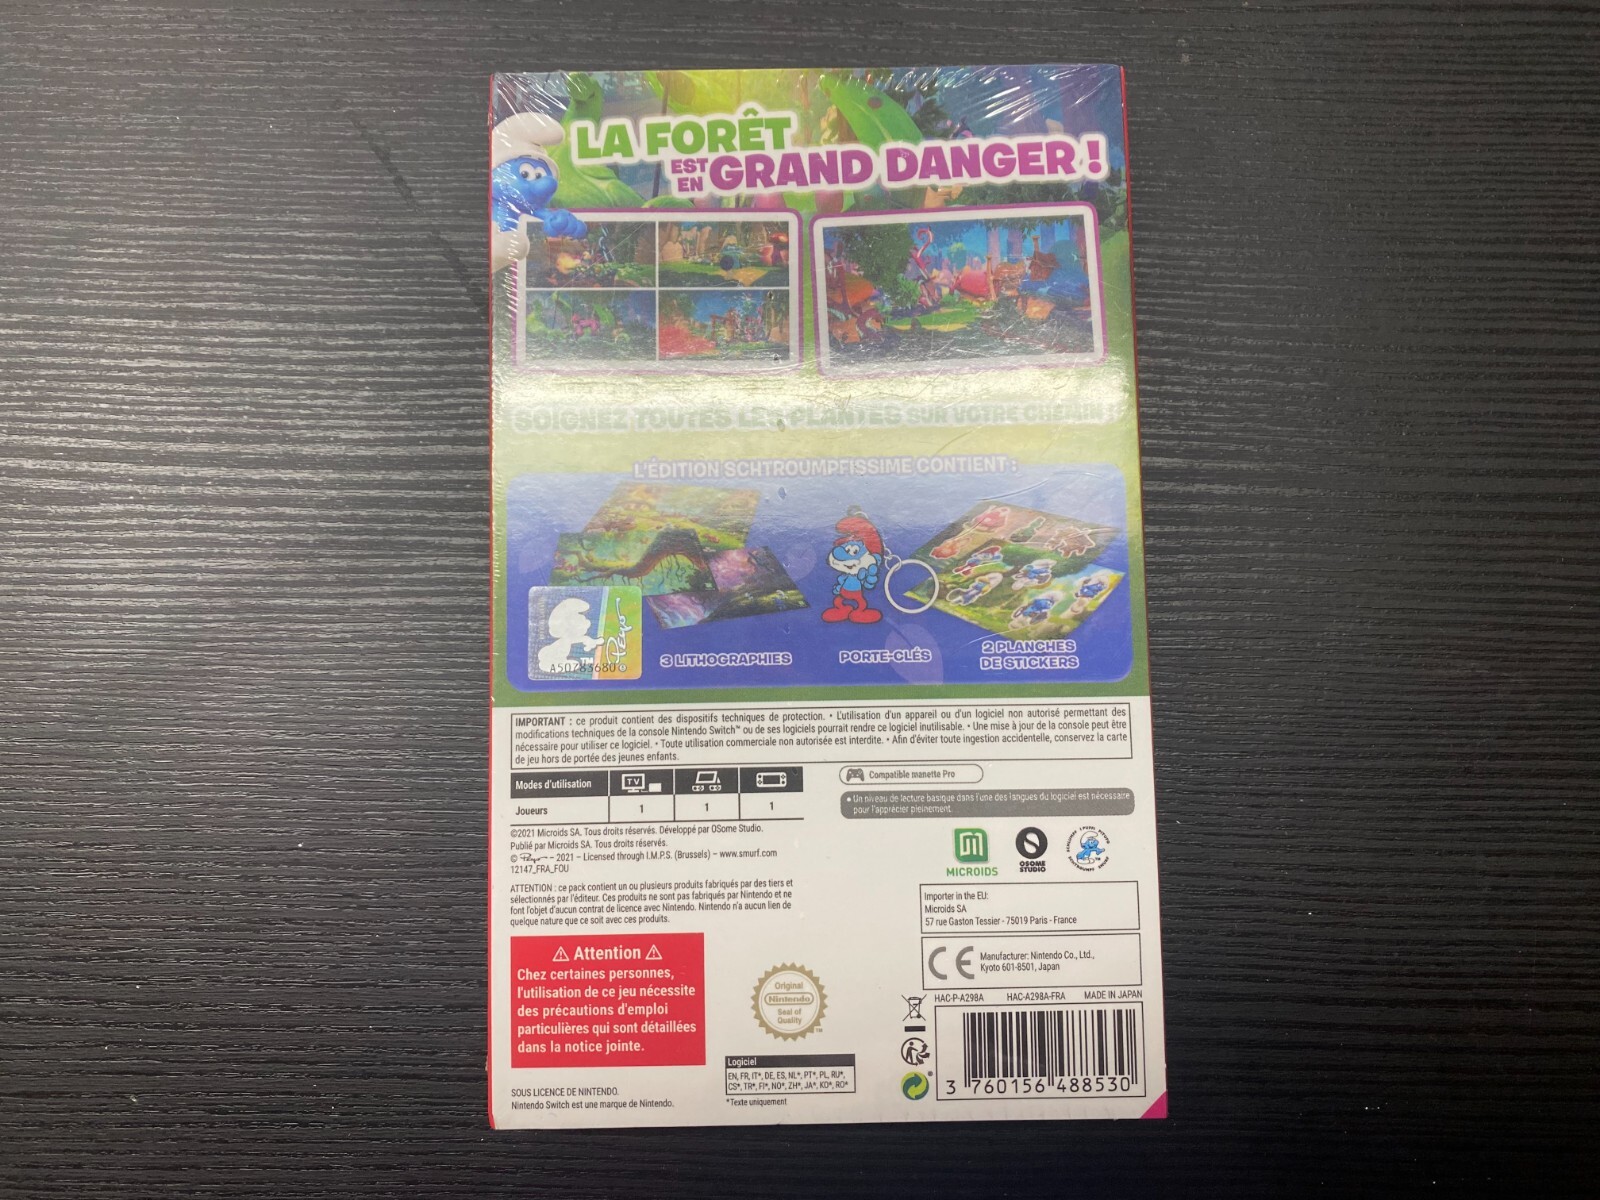 LA FORÊT
EST
EN
GRAND DANGER !
SOIGNEZ TOUTES LES PLANTES SUR VOTRE CHEMIN !
L'ÉDITION SCHTROUMPFISSIME CONTIENT :
Peyo
A50783680
3 LITHOGRAPHIES
PORTE-CLÉS
2 PLANCHES
DE STICKERS
IMPORTANT : ce produit contient des dispositifs techniques de protection. • L'utilisation d'un appareil ou d'un logiciel non autorisé permettant des
modifications techniques de la console Nintendo Switch™ ou de ses logiciels pourrait rendre ce logiciel inutilisable. • Une mise à jour de la console peut être
nécessaire pour utiliser ce logiciel. • Toute utilisation commerciale non autorisée est interdite. • Afin d'éviter toute ingestion accidentelle, conservez la carte
de jeu hors de portée des jeunes enfants.
Modes d'utilisation
TV
Joueurs
1
1
1
Compatible manette Pro
• Un niveau de lecture basique dans l'une des langues du logiciel est nécessaire
pour l'apprécier pleinement.
©2021 Microids SA. Tous droits réservés. Développé par OSome Studio.
Publié par Microids SA. Tous droits réservés.
© Peyo - 2021 - Licensed through I.M.P.S. (Brussels) - www.smurf.com
12147_FRA_FOU
ATTENTION : ce pack contient un ou plusieurs produits fabriqués par des tiers et
sélectionnés par l'éditeur. Ces produits ne sont pas fabriqués par Nintendo et ne
font l'objet d'aucun contrat de licence avec Nintendo. Nintendo n'a aucun lien de
quelque nature que ce soit avec ces produits.
MICROIDS
OSOME
STUDIO
Importer in the EU:
Microids SA
57 rue Gaston Tessier - 75019 Paris - France
CE
Manufacturer: Nintendo Co., Ltd.,
Kyoto 601-8501, Japan
HAC-P-A298A HAC-A298A-FRA MADE IN JAPAN
⚠ Attention ⚠
Chez certaines personnes,
l'utilisation de ce jeu nécessite
des précautions d'emploi
particulières qui sont détaillées
dans la notice jointe.
Original
Nintendo
Seal of
Quality
TM
Logiciel
EN, FR, IT*, DE, ES, NL*, PT*, PL, RU*,
CS*, TR*, FI*, NO*, ZH*, JA*, KO*, RO*
*Texte uniquement
SOUS LICENCE DE NINTENDO.
Nintendo Switch est une marque de Nintendo.
3 760156 488530